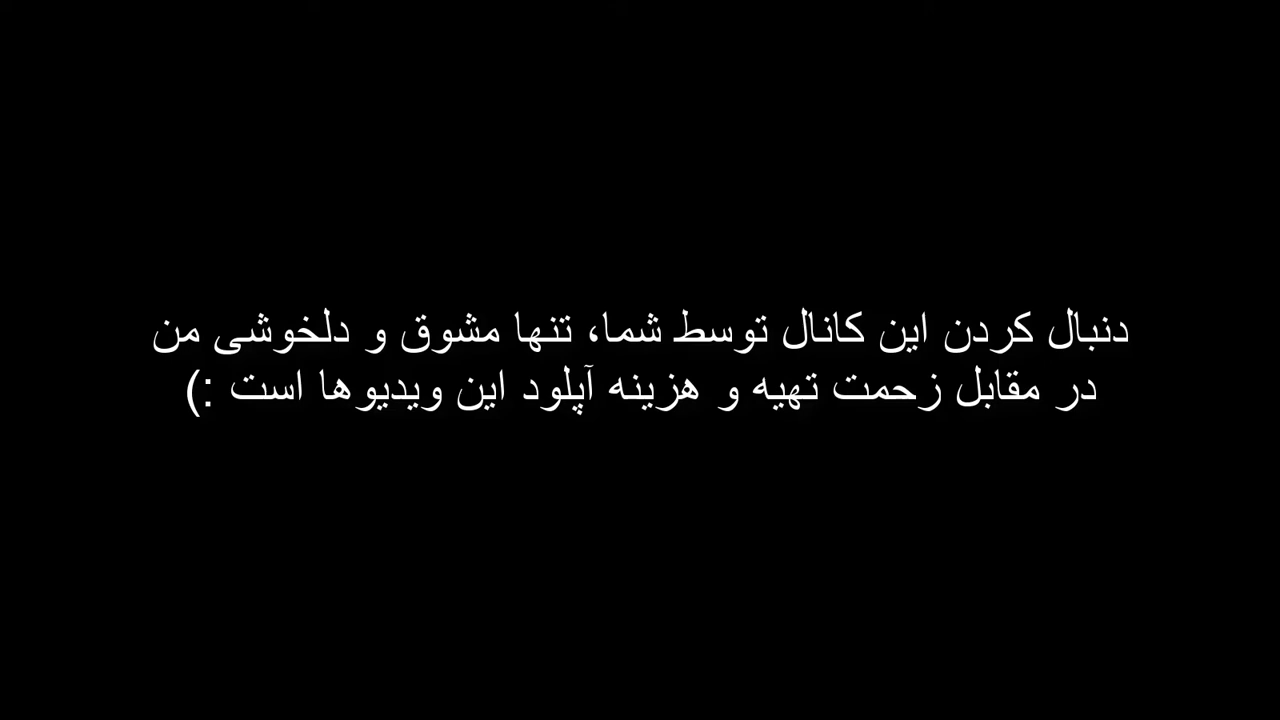 دنبال کردن این کانال توسط شما، تنها مشوق و دلخوشی من
در مقابل زحمت تهیه و هزینه آپلود این ویدیوها است :)